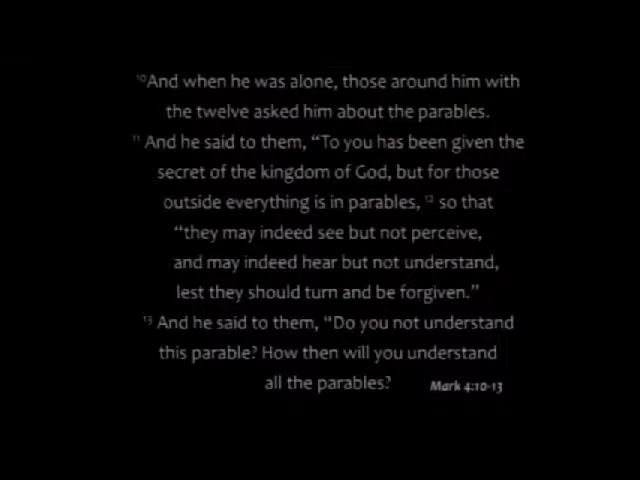 ¹⁰And when he was alone, those around him with
the twelve asked him about the parables.
¹¹ And he said to them, “To you has been given the
secret of the kingdom of God, but for those
outside everything is in parables, ¹² so that
“they may indeed see but not perceive,
and may indeed hear but not understand,
lest they should turn and be forgiven.”
¹³ And he said to them, “Do you not understand
this parable? How then will you understand
all the parables? Mark 4:10-13